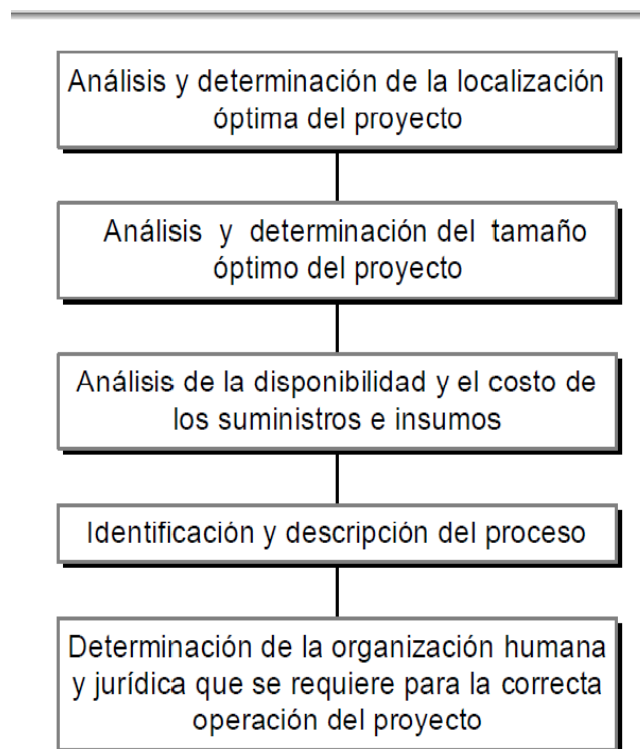 Análisis y determinación de la localización
óptima del proyecto
Análisis y determinación del tamaño
óptimo del proyecto
Análisis de la disponibilidad y el costo de
los suministros e insumos
Identificación y descripción del proceso
Determinación de la organización humana
y jurídica que se requiere para la correcta
operación del proyecto